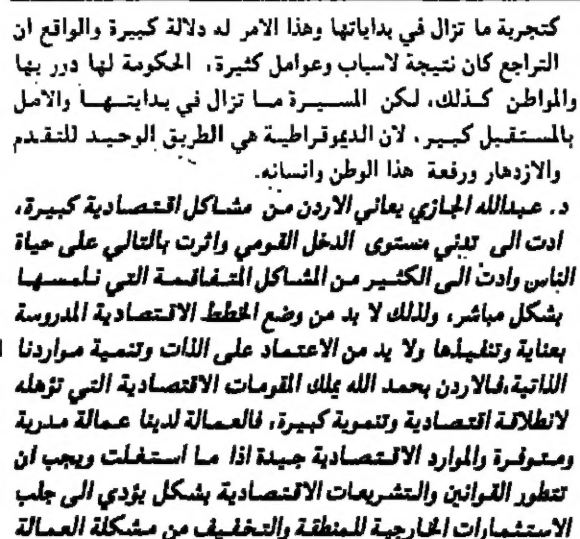 كتجربة ما تزال في بداياتها وهذا الامر له دلالة كبيرة والواقع ان
التراجع كان نتيجة لاسباب وعوامل كثيرة، الحكومة لها درر بها
والمواطن كذلك، لكن المسيرة ما تزال في بدايتها والامل
بالمستقبل كبير، لان الديموقراطية هي الطريق الوحيد للتقدم
والازدهار ورفعة هذا الوطن وانسانه.
د. عبدالله الجازي يعاني الاردن من مشاكل اقتصادية كبيرة،
ادت الى تدني مستوى الدخل القومي واثرت بالتالي على حياة
الناس وادت الى الكثير من المشاكل المتفاقمة التي نلمسها
بشكل مباشر، ولذلك لا بد من وضع الخطط الاقتصادية المدروسة
بعناية وتنفيذها ولا بد من الاعتماد على الذات وتنمية مواردنا
الذاتية،فالاردن بحمد الله يملك المقومات الاقتصادية التي تؤهله
لانطلاقة اقتصادية وتنموية كبيرة، فالعمالة لدينا عمالة مدربة
ومتوفرة والموارد الاقتصادية جيدة اذا ما استغلت ويجب ان
تتطور القوانين والتشريعات الاقتصادية بشكل يؤدي الى جلب
الاستثمارات الخارجية للمنطقة والتخفيف من مشكلة العمالة